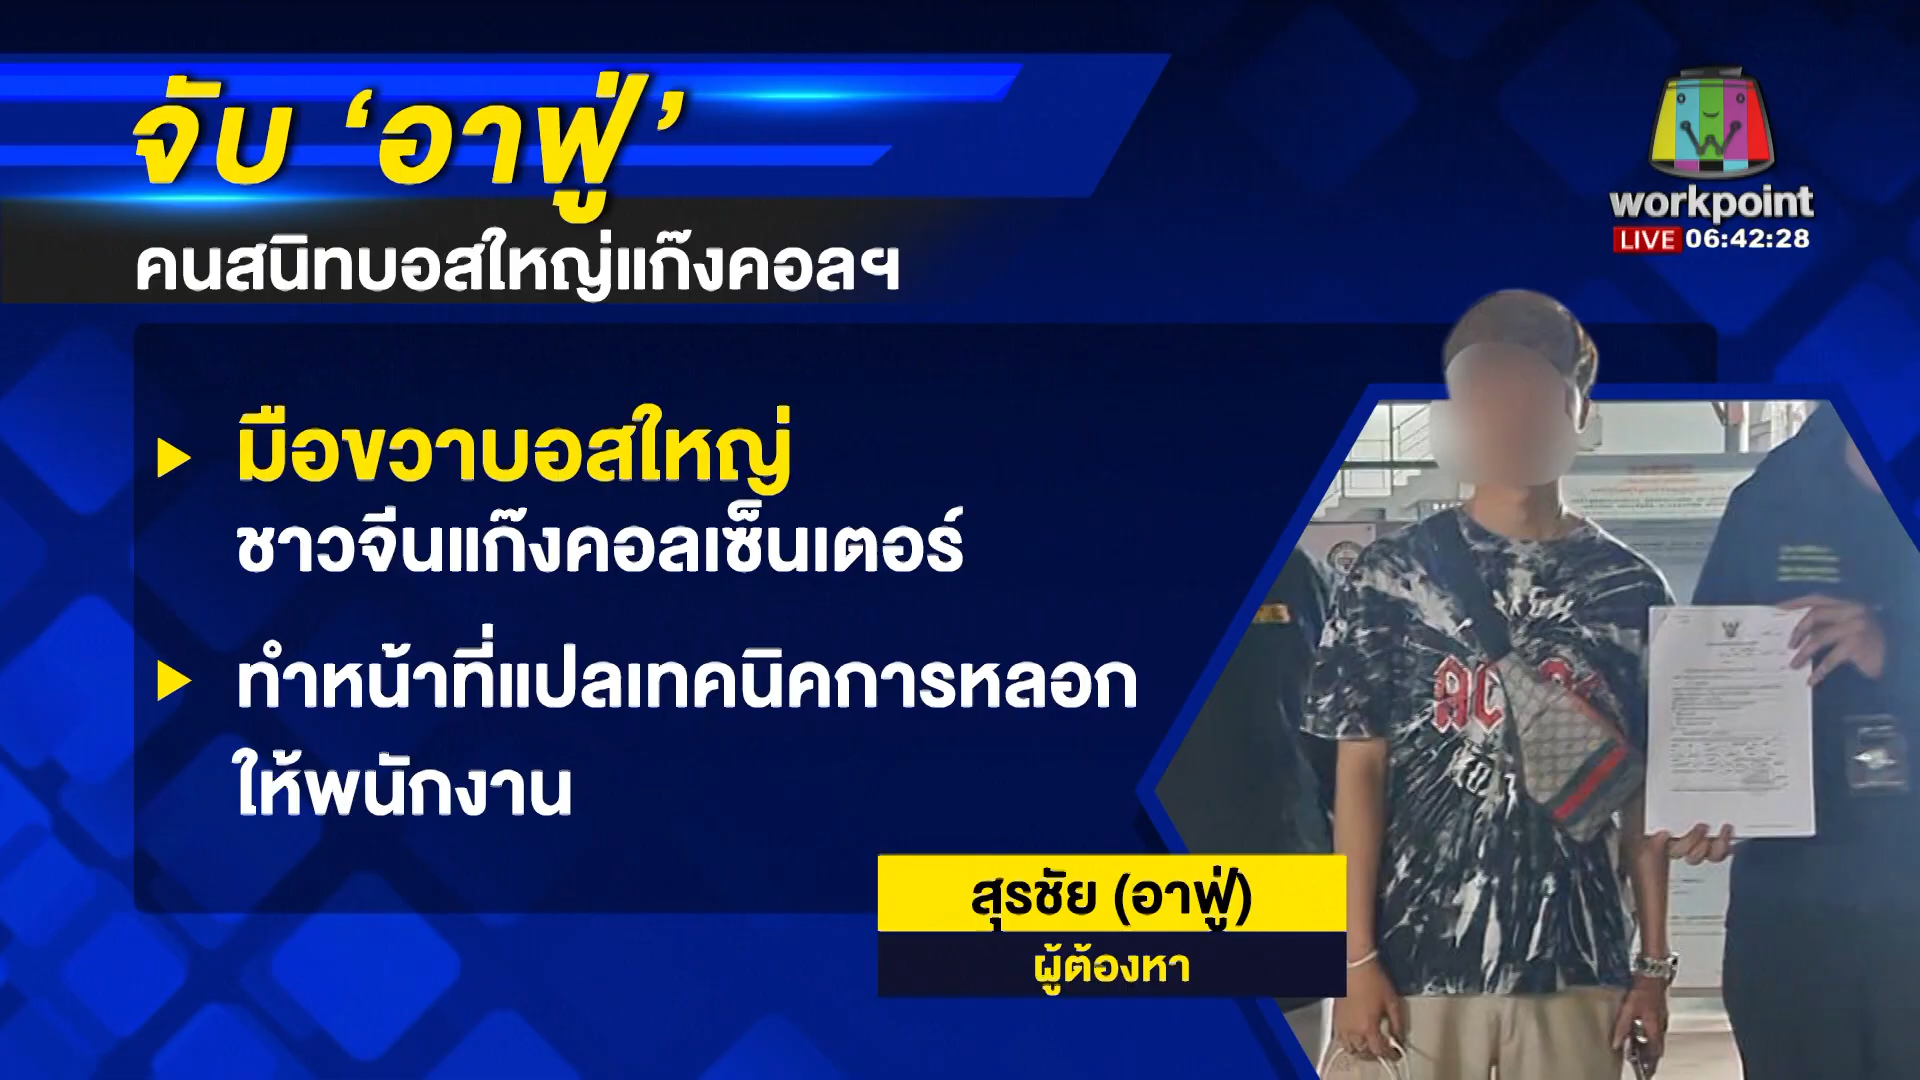 จับ ‘อาฟู่’
คนสนิทบอสใหญ่แก๊งคอลฯ
workpoint
LIVE 06:42:28
มือขวาบอสใหญ่
ชาวจีนแก๊งคอลเซ็นเตอร์
ทำหน้าที่แปลเทคนิคการหลอก
ให้พนักงาน
สุรชัย (อาฟู่)
ผู้ต้องหา